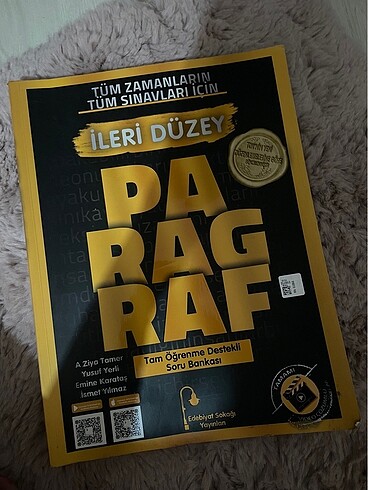 TÜM ZAMANLARIN
TÜM SINAVLARI İÇİN
İLERİ DÜZEY
PA
RAG
RAF
Tam Öğrenme Destekli
Soru Bankası
A.Ziya Tamer
Yusuf Yerli
Emine Karataş
İsmet Yılmaz
Edebiyat Sokağı
Yayınları
TAMAMI